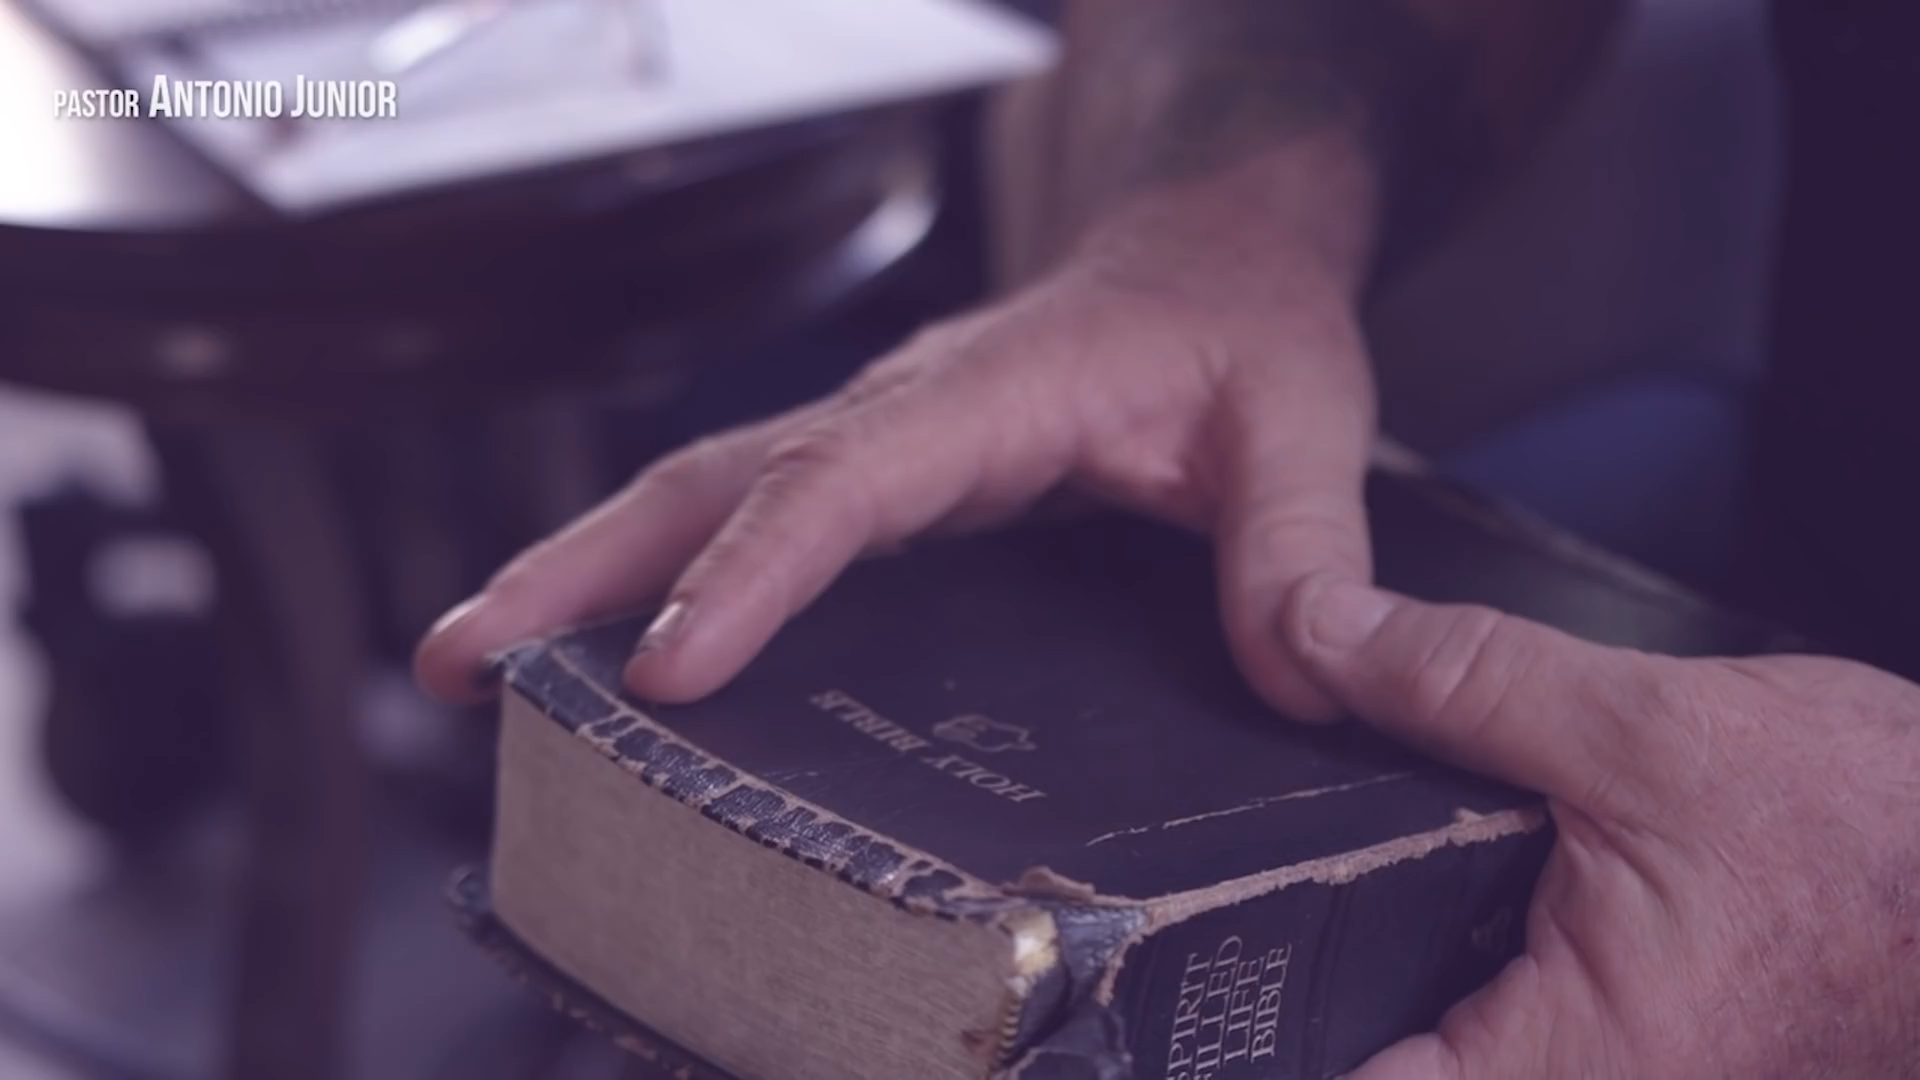 PASTOR ANTONIO JUNIOR
HOLY BIBLE
SPIRIT
FILLED
LIFE
BIBLE